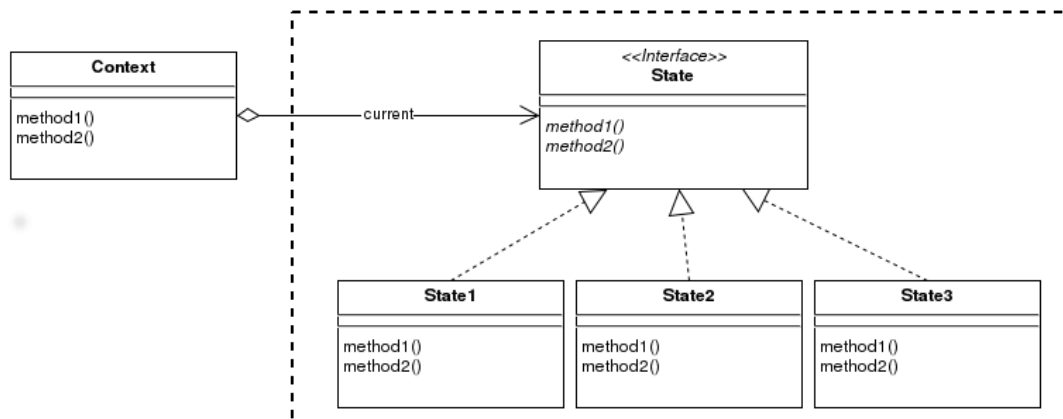 Context
method1()
method2()
current
<<Interface>>
State
method1()
method2()
State1
method1()
method2()
State2
method1()
method2()
State3
method1()
method2()